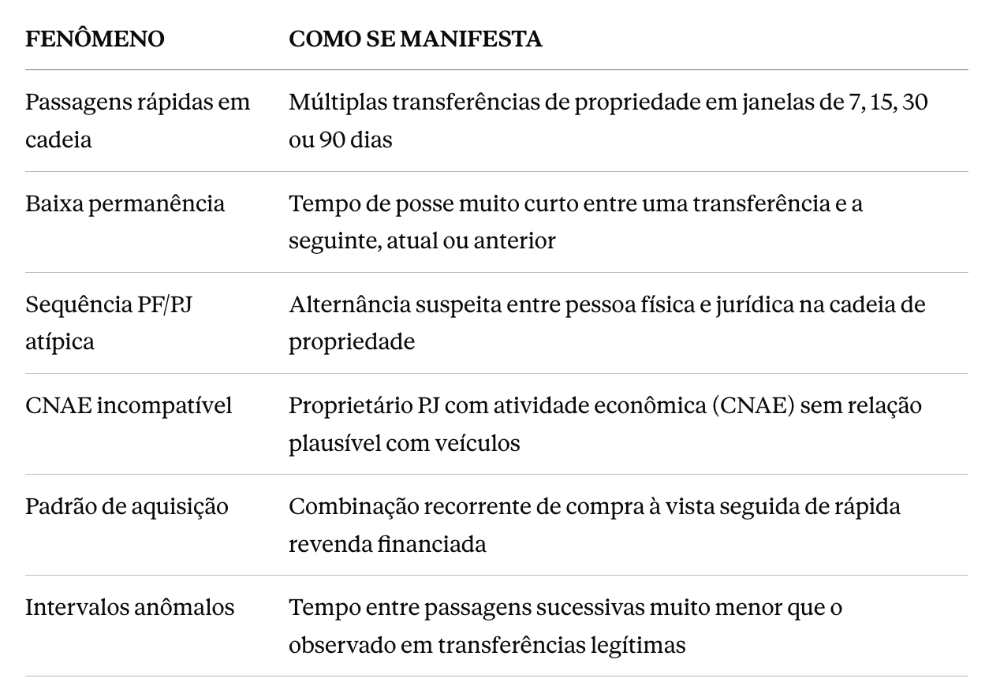 FENÔMENO COMO SE MANIFESTA
Passagens rápidas em cadeia
Múltiplas transferências de propriedade em janelas de 7, 15, 30
ou 90 dias
Baixa permanência
Tempo de posse muito curto entre uma transferência e a
seguinte, atual ou anterior
Sequência PF/PJ
atípica
Alternância suspeita entre pessoa física e jurídica na cadeia de
propriedade
CNAE incompatível
Proprietário PJ com atividade econômica (CNAE) sem relação
plausível com veículos
Padrão de aquisição
Combinação recorrente de compra à vista seguida de rápida
revenda financiada
Intervalos anômalos
Tempo entre passagens sucessivas muito menor que o
observado em transferências legítimas